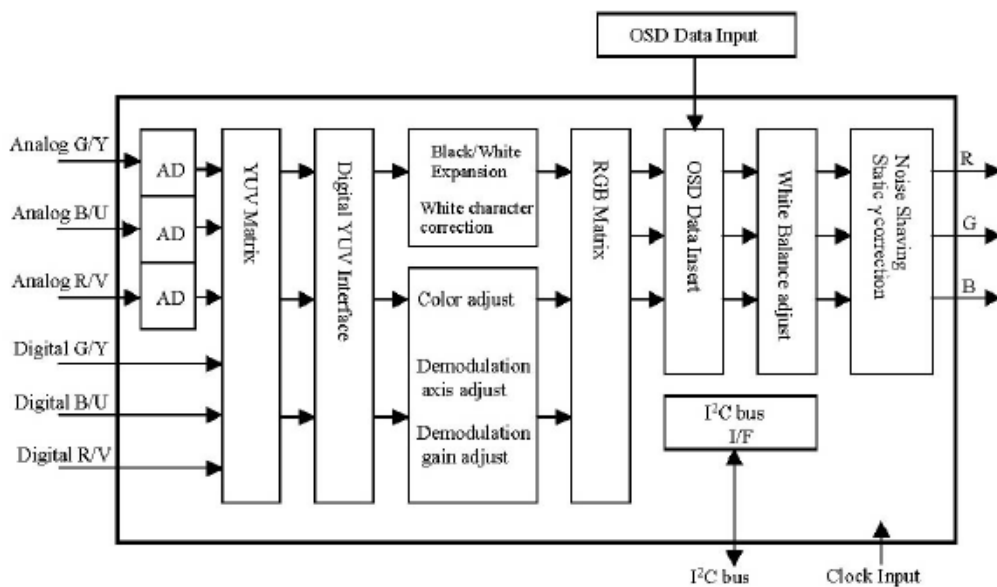 OSD Data Input
Analog G/Y
Analog B/U
Analog R/V
Digital G/Y
Digital B/U
Digital R/V
AD
AD
AD
YUV Matrix
Digital YUV Interface
Black/White
Expansion
White character
correction
Color adjust
Demodulation
axis adjust
Demodulation
gain adjust
RGB Matrix
OSD Data Insert
White Balance adjust
Noise Shaving
Static γ correction
R
G
B
I²C bus
I/F
I²C bus
Clock Input